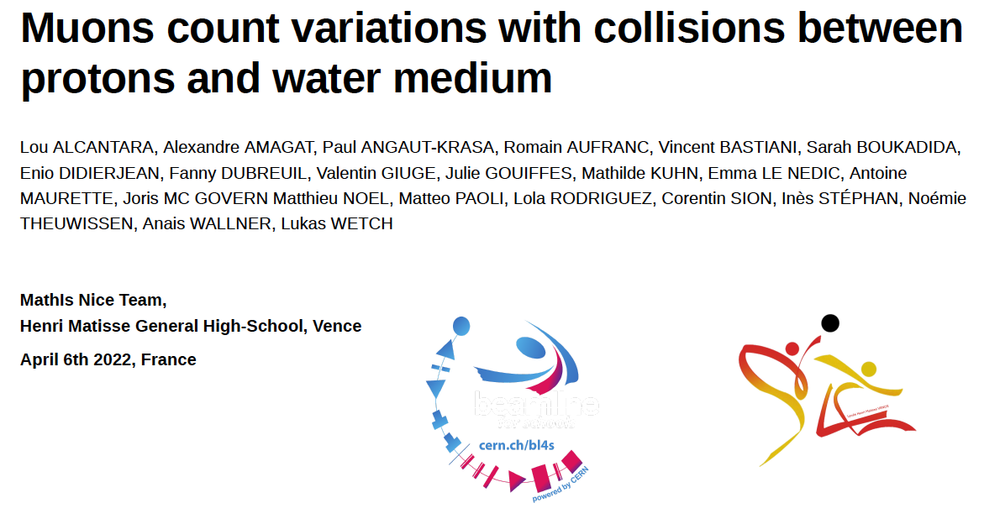 Muons count variations with collisions between
protons and water medium
Lou ALCANTARA, Alexandre AMAGAT, Paul ANGAUT-KRASA, Romain AUFRANC, Vincent BASTIANI, Sarah BOUKADIDA,
Enio DIDIERJEAN, Fanny DUBREUIL, Valentin GIUGE, Julie GOUIFFES, Mathilde KUHN, Emma LE NEDIC, Antoine
MAURETTE, Joris MC GOVERN Matthieu NOEL, Matteo PAOLI, Lola RODRIGUEZ, Corentin SION, Inès STÉPHAN, Noémie
THEUWISSEN, Anais WALLNER, Lukas WETCH
MathIs Nice Team,
Henri Matisse General High-School, Vence
April 6th 2022, France
beamline
for schools
cern.ch/bl4s
powered by CERN